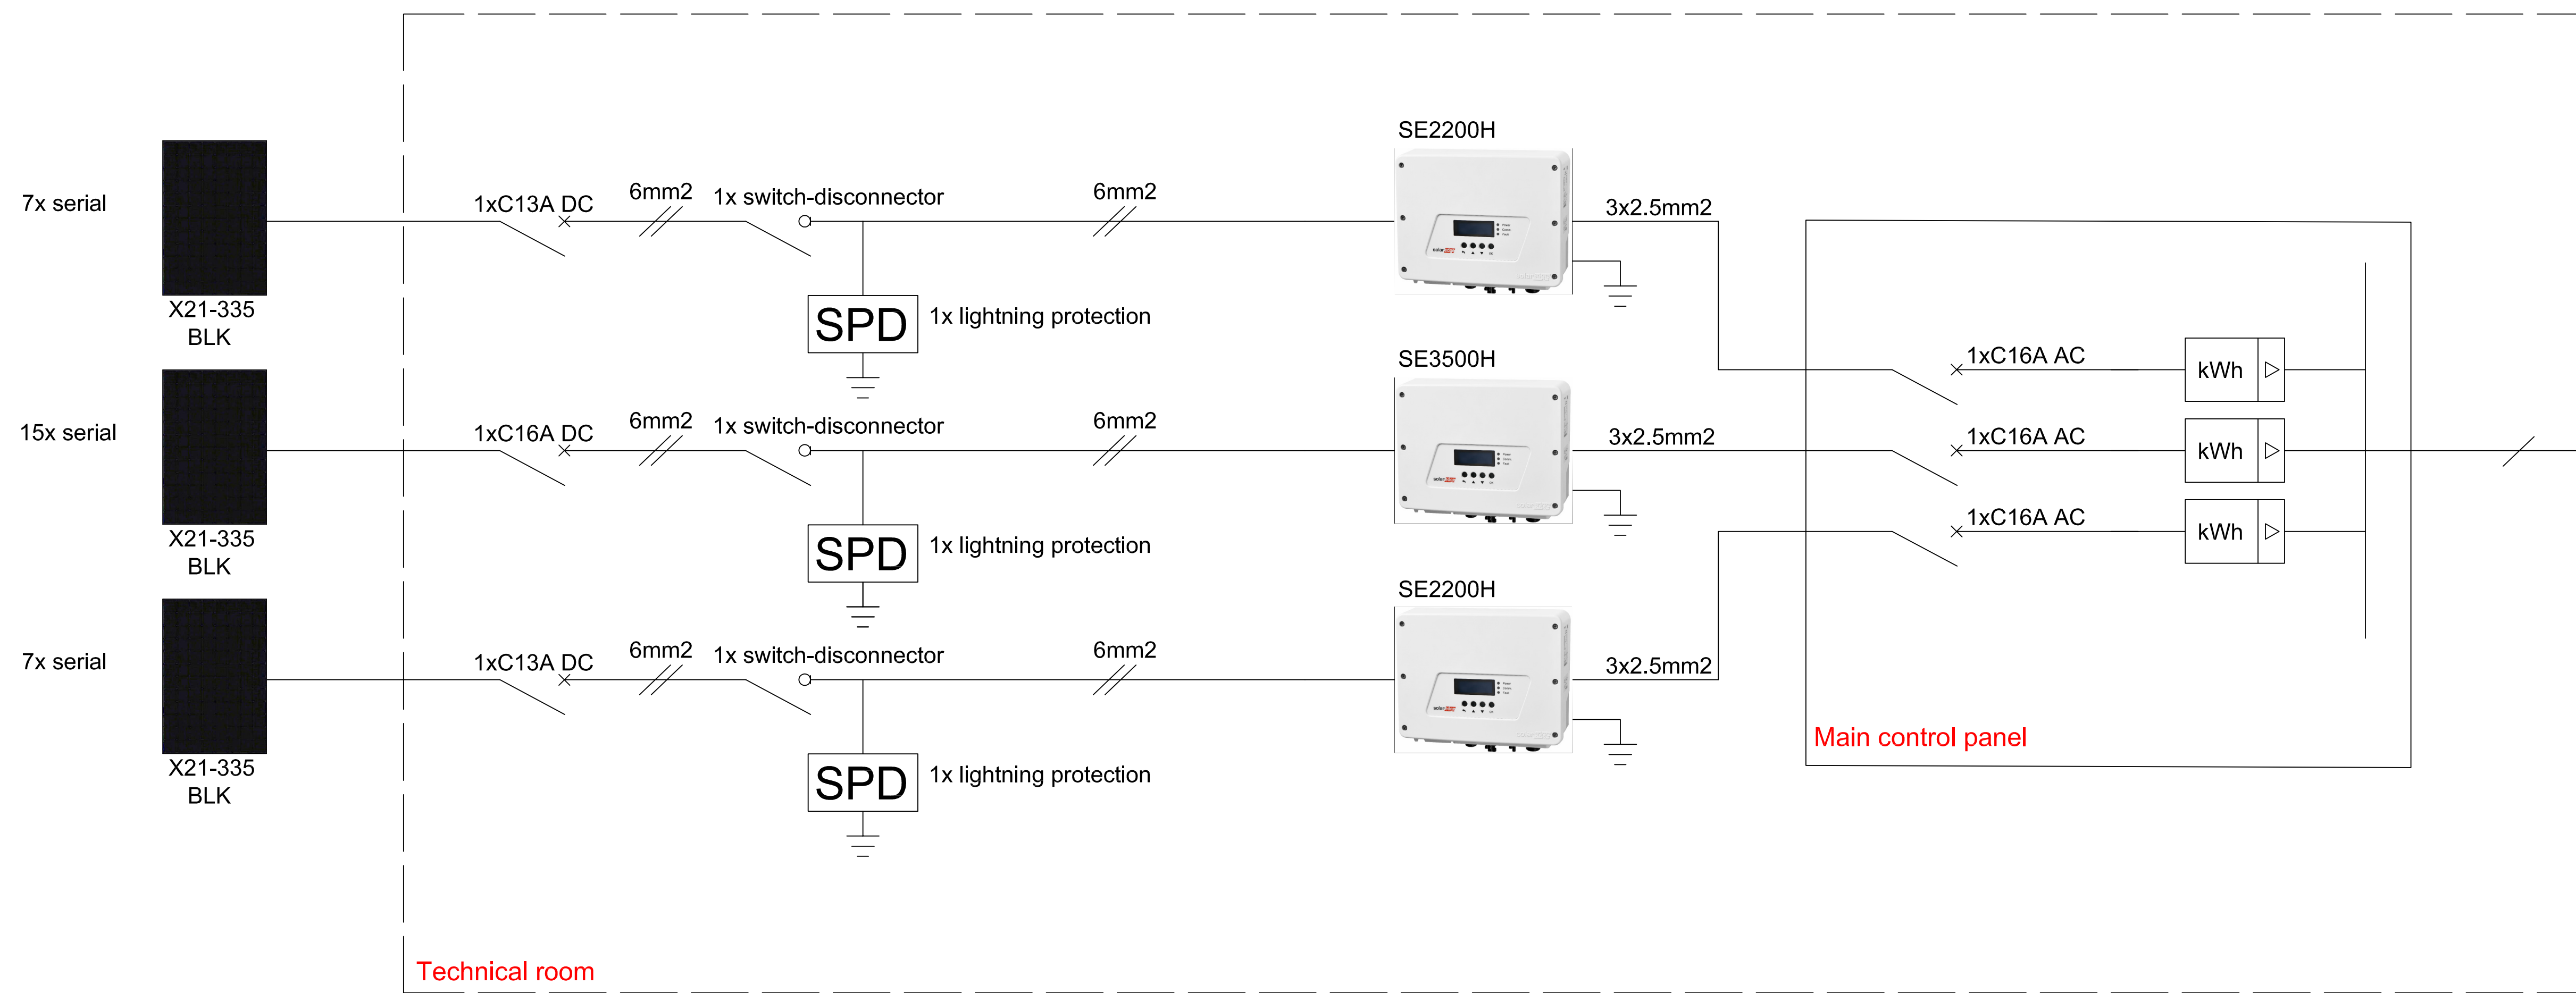 SE2200H
7x serial
1xC13A DC
6mm2
1x switch-disconnector
6mm2
3x2.5mm2
X21-335
BLK
SPD
1x lightning protection
SE3500H
1xC16A AC
kWh
15x serial
1xC16A DC
6mm2
1x switch-disconnector
6mm2
3x2.5mm2
1xC16A AC
kWh
X21-335
BLK
SPD
1x lightning protection
1xC16A AC
kWh
SE2200H
7x serial
1xC13A DC
6mm2
1x switch-disconnector
6mm2
3x2.5mm2
X21-335
BLK
SPD
1x lightning protection
Main control panel
Technical room